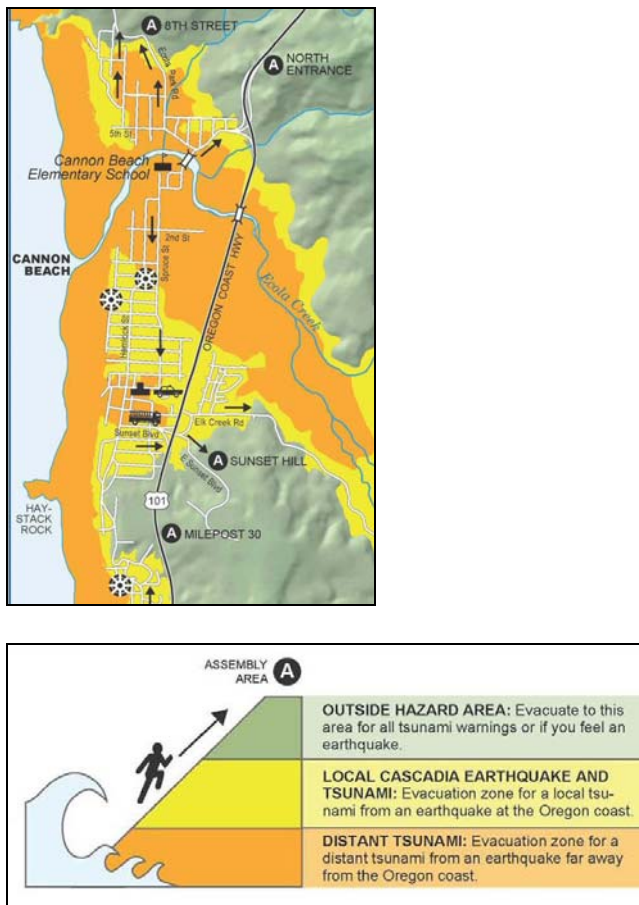 A 8TH STREET
A NORTH
ENTRANCE
Ecola
Park Rd
5th St
Cannon Beach
Elementary School
2nd St
CANNON
BEACH
Spruce St
OREGON COAST HWY
Ecola Creek
Hemlock St
Elk Creek Rd
Sunset Blvd
A SUNSET HILL
E Sunset Blvd
101
HAY-
STACK
ROCK
A MILEPOST 30
ASSEMBLY
AREA A
OUTSIDE HAZARD AREA: Evacuate to this
area for all tsunami warnings or if you feel an
earthquake.
LOCAL CASCADIA EARTHQUAKE AND
TSUNAMI: Evacuation zone for a local tsu-
nami from an earthquake at the Oregon coast.
DISTANT TSUNAMI: Evacuation zone for a
distant tsunami from an earthquake far away
from the Oregon coast.